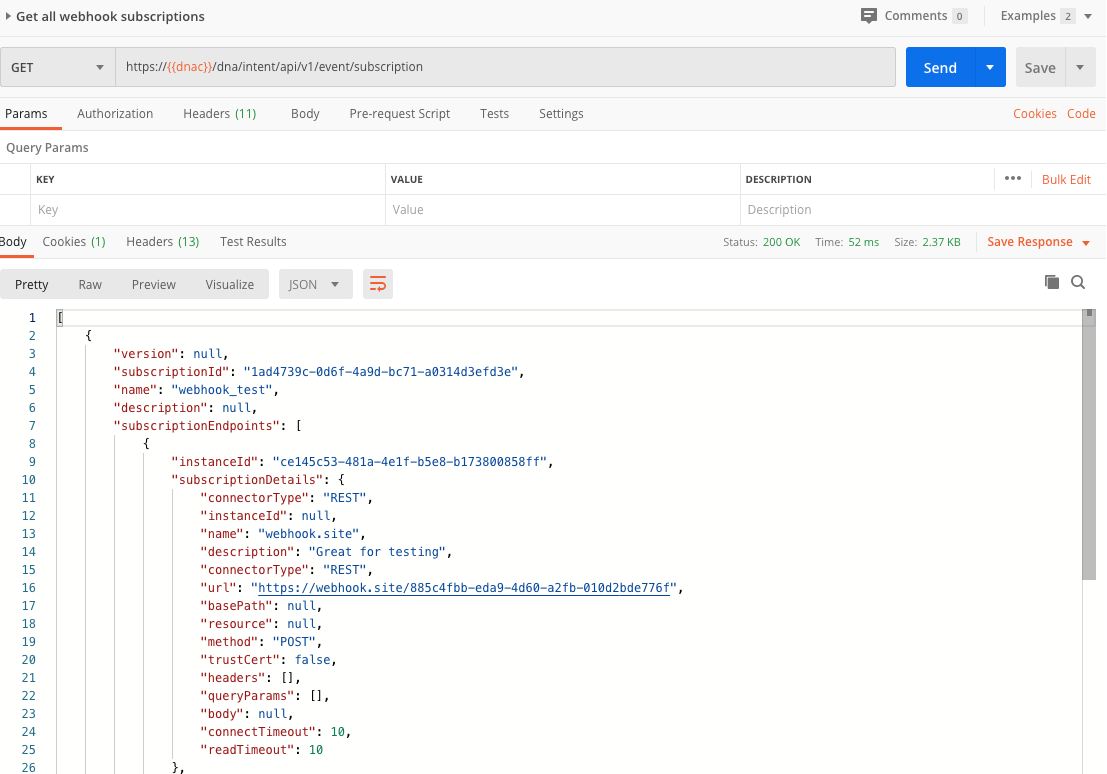 Get all webhook subscriptions
Comments 0 Examples 2
GET https://{{dnac}}/dna/intent/api/v1/event/subscription Send Save
Params Authorization Headers (11) Body Pre-request Script Tests Settings Cookies Code
Query Params
KEY VALUE DESCRIPTION ••• Bulk Edit
Key Value Description
Body Cookies (1) Headers (13) Test Results Status: 200 OK Time: 52 ms Size: 2.37 KB Save Response
Pretty Raw Preview Visualize JSON
1 [
2 {
3 "version": null,
4 "subscriptionId": "1ad4739c-0d6f-4a9d-bc71-a0314d3efd3e",
5 "name": "webhook_test",
6 "description": null,
7 "subscriptionEndpoints": [
8 {
9 "instanceId": "ce145c53-481a-4e1f-b5e8-b173800858ff",
10 "subscriptionDetails": {
11 "connectorType": "REST",
12 "instanceId": null,
13 "name": "webhook.site",
14 "description": "Great for testing",
15 "connectorType": "REST",
16 "url": "https://webhook.site/885c4fbb-eda9-4d60-a2fb-010d2bde776f",
17 "basePath": null,
18 "resource": null,
19 "method": "POST",
20 "trustCert": false,
21 "headers": [],
22 "queryParams": [],
23 "body": null,
24 "connectTimeout": 10,
25 "readTimeout": 10
26 },